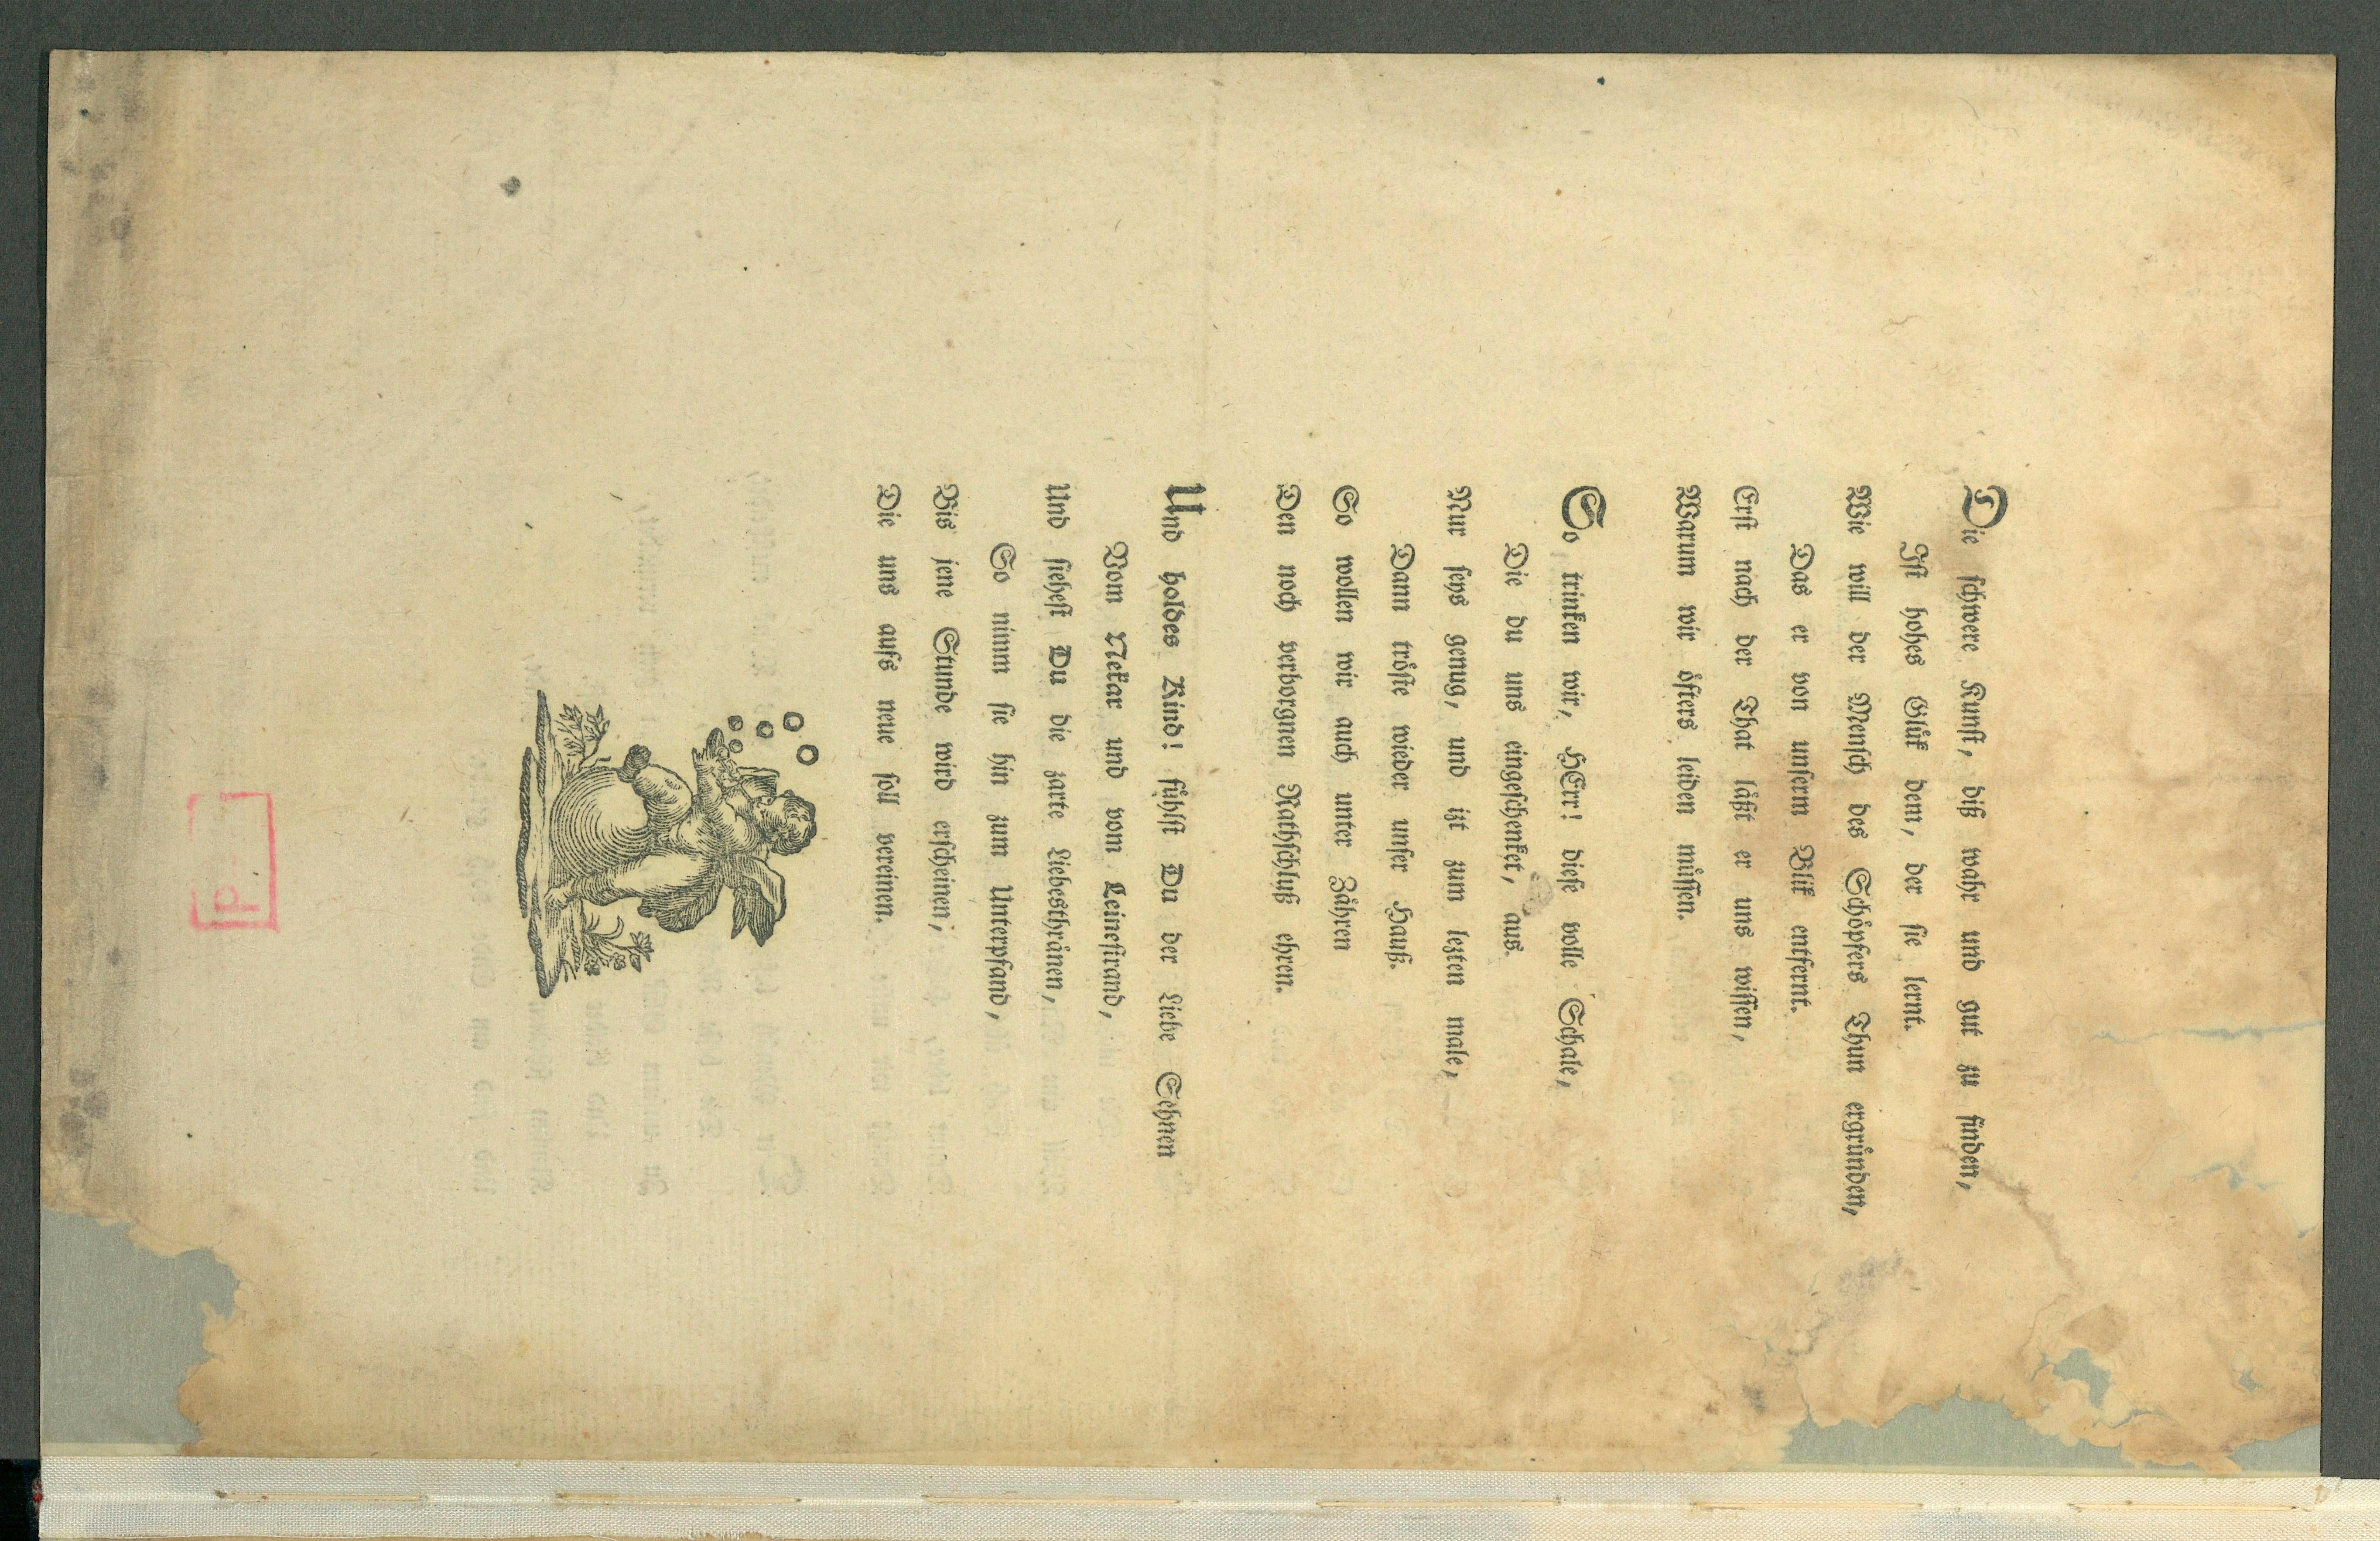 Die schwere Kunst, diß wahr und gut zu finden,
Ist hohes Glük dem, der sie lernt.
Wie will der Mensch des Schöpfers Thun ergründen,
Das er von unserm Blik entfernt.
Erst nach der That läßt er uns wissen,
Warum wir öfters leiden müssen.
So trinken wir, HErr! diese volle Schale,
Die du uns eingeschenket, aus.
Nur seys genug, und izt zum lezten male,
Dann tröste wieder unser Hauß.
So wollen wir auch unter Zähren
Den noch verborgnen Rathschluß ehren.
Und holdes Kind! fühlst Du der Liebe Sehnen
Vom Nekar und vom Leinestrand,
Und siehest Du die zarte Liebesthränen,
So nimm sie hin zum Unterpfand,
Bis jene Stunde wird erscheinen,
Die uns aufs neue soll vereinen.